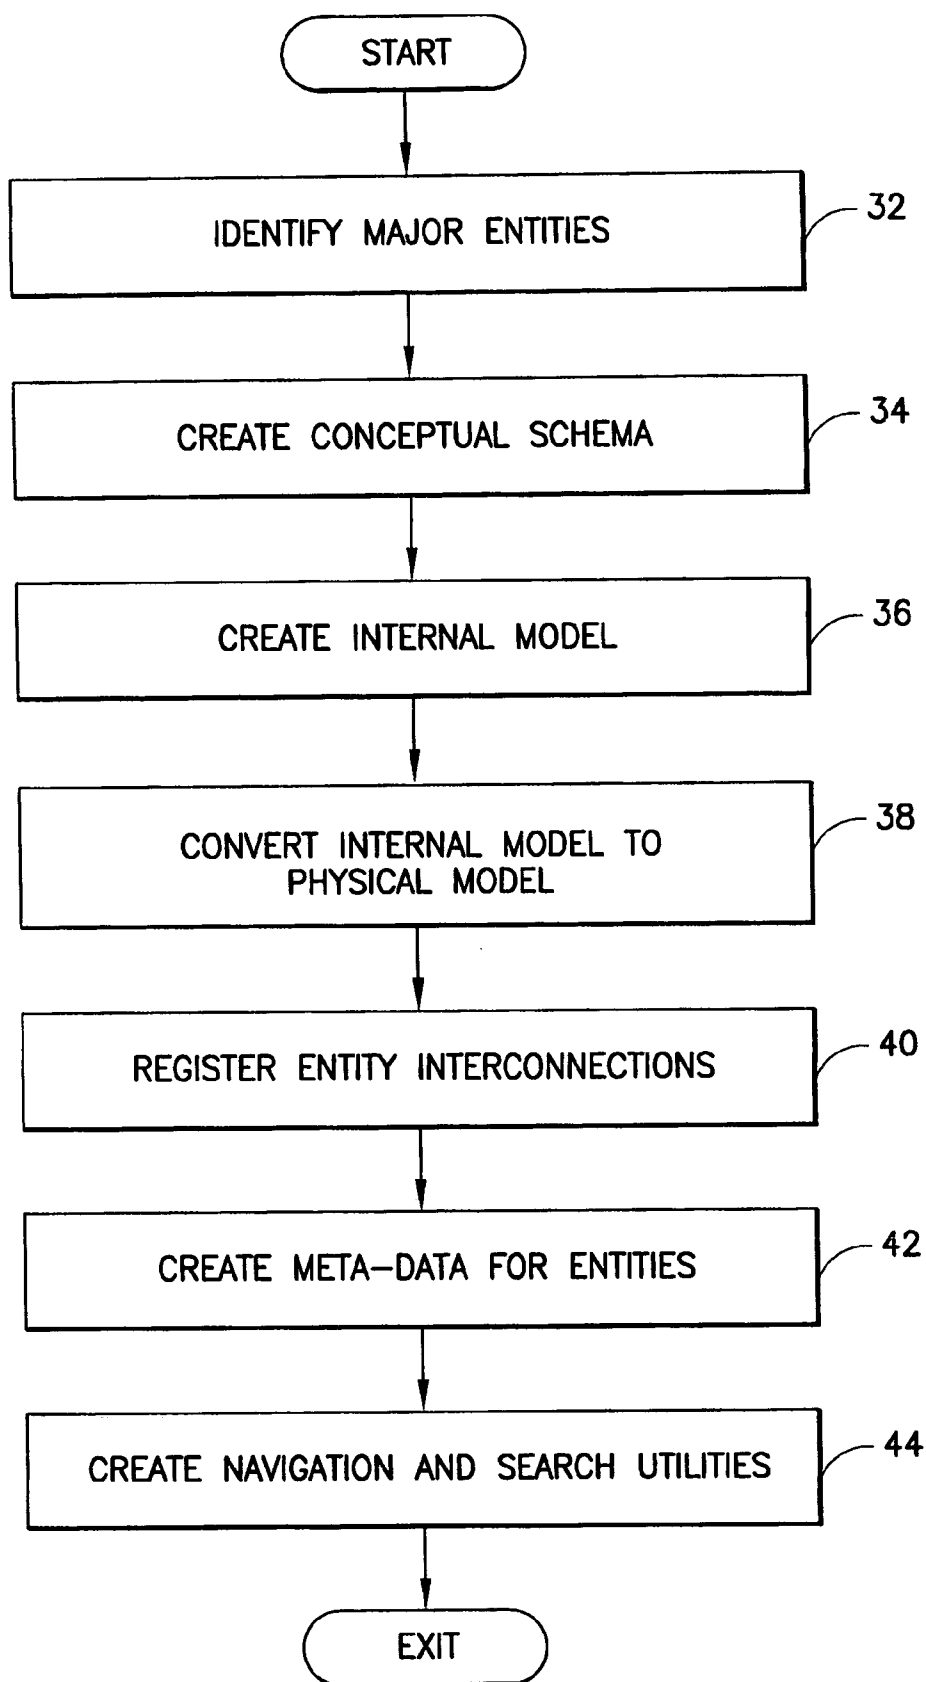 START
IDENTIFY MAJOR ENTITIES
32
CREATE CONCEPTUAL SCHEMA
34
CREATE INTERNAL MODEL
36
CONVERT INTERNAL MODEL TO
PHYSICAL MODEL
38
REGISTER ENTITY INTERCONNECTIONS
40
CREATE META-DATA FOR ENTITIES
42
CREATE NAVIGATION AND SEARCH UTILITIES
44
EXIT